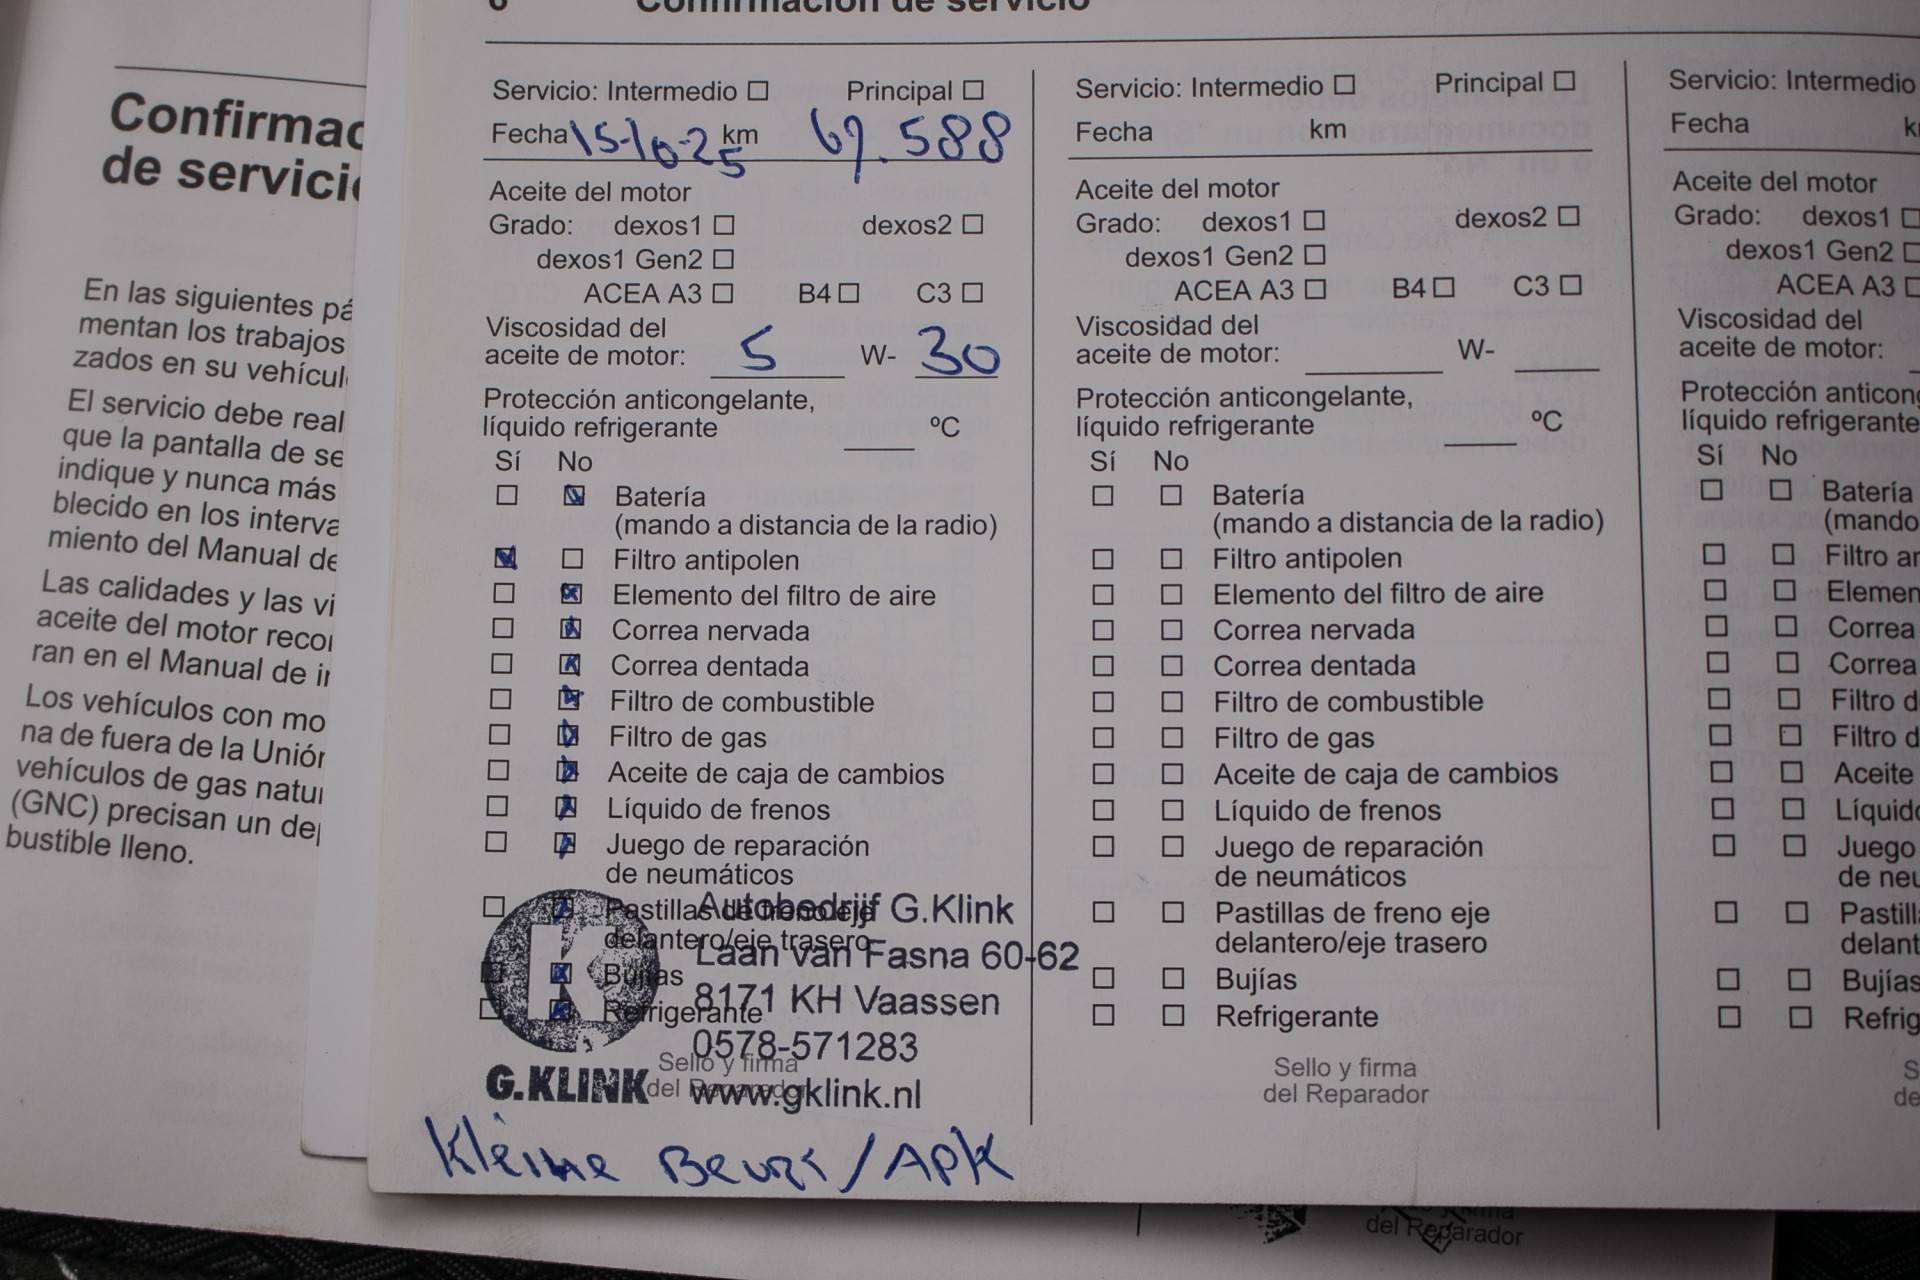 6 Confirmación de servicio
Confirmac
de servici
En las siguientes pá
mentan los trabajos
zados en su vehícul
El servicio debe real
que la pantalla de se
indique y nunca más
blecido en los interva
miento del Manual de
Las calidades y las vi
aceite del motor recor
ran en el Manual de ir
Los vehículos con mo
na de fuera de la Unión
vehículos de gas natur
(GNC) precisan un dep
bustible lleno.
Servicio: Intermedio ☐ Principal ☐
Fecha 15-10-25 km 67.588
Aceite del motor
Grado: dexos1 ☐ dexos2 ☐
dexos1 Gen2 ☐
ACEA A3 ☐ B4 ☐ C3 ☐
Viscosidad del
aceite de motor: 5 W- 30
Protección anticongelante,
líquido refrigerante ºC
Sí No
Batería
(mando a distancia de la radio)
Filtro antipolen
Elemento del filtro de aire
Correa nervada
Correa dentada
Filtro de combustible
Filtro de gas
Aceite de caja de cambios
Líquido de frenos
Juego de reparación
de neumáticos
Pastillas de freno eje
delantero/eje trasero
Bujías
Refrigerante
Sello y firma
del Reparador
Autobedrijf G.Klink
Laan van Fasna 60-62
8171 KH Vaassen
0578-571283
www.gklink.nl
G.KLINK
Kleine Beurt / APK
Servicio: Intermedio ☐ Principal ☐
Fecha km
Aceite del motor
Grado: dexos1 ☐ dexos2 ☐
dexos1 Gen2 ☐
ACEA A3 ☐ B4 ☐ C3 ☐
Viscosidad del
aceite de motor: W-
Protección anticongelante,
líquido refrigerante ºC
Sí No
Batería
(mando a distancia de la radio)
Filtro antipolen
Elemento del filtro de aire
Correa nervada
Correa dentada
Filtro de combustible
Filtro de gas
Aceite de caja de cambios
Líquido de frenos
Juego de reparación
de neumáticos
Pastillas de freno eje
delantero/eje trasero
Bujías
Refrigerante
Sello y firma
del Reparador
Servicio: Intermedio
Fecha k
Aceite del motor
Grado: dexos1 ☐
dexos1 Gen2 ☐
ACEA A3 ☐
Viscosidad del
aceite de motor:
Protección anticong
líquido refrigerante
Sí No
Batería
(mando
Filtro an
Elemen
Correa
Correa
Filtro d
Filtro d
Aceite
Líquido
Juego
de neu
Pastill
delant
Bujías
Refrig
S
de
del Reparador